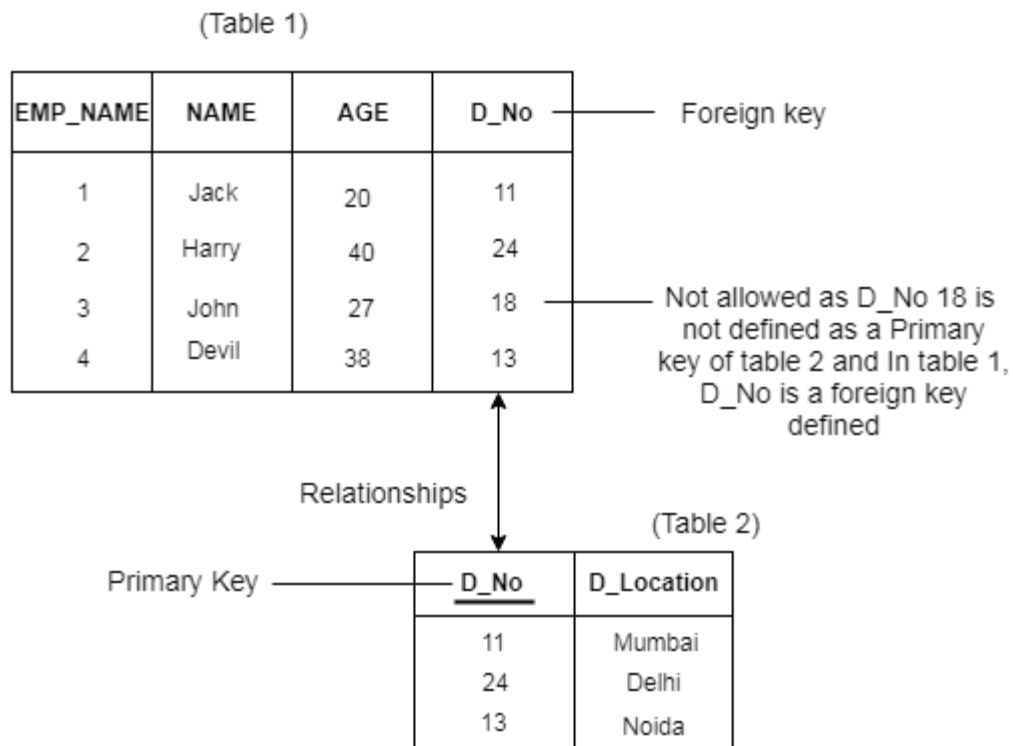 (Table 1)
EMP_NAME NAME AGE D_No Foreign key
1 Jack 20 11
2 Harry 40 24
3 John 27 18
4 Devil 38 13
Not allowed as D_No 18 is
not defined as a Primary
key of table 2 and In table 1,
D_No is a foreign key
defined
Relationships
(Table 2)
Primary Key D_No D_Location
11 Mumbai
24 Delhi
13 Noida